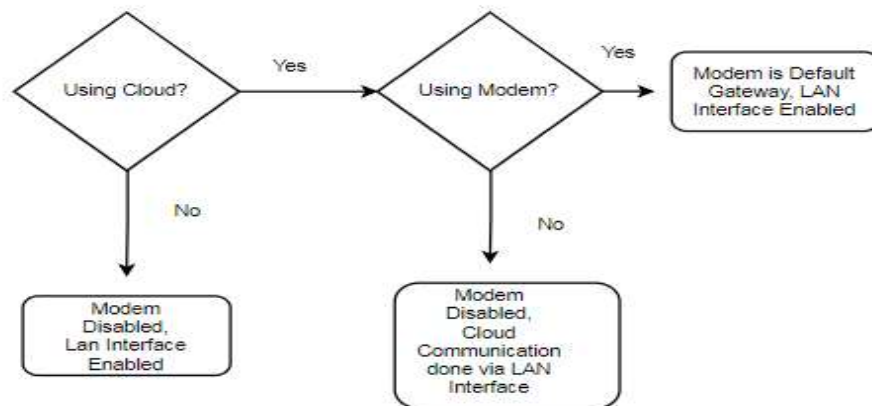 Using Cloud?
Yes
Using Modem?
Yes
Modem is Default
Gateway, LAN
Interface Enabled
No
No
Modem
Disabled,
Lan Interface
Enabled
Modem
Disabled,
Cloud
Communication
done via LAN
Interface